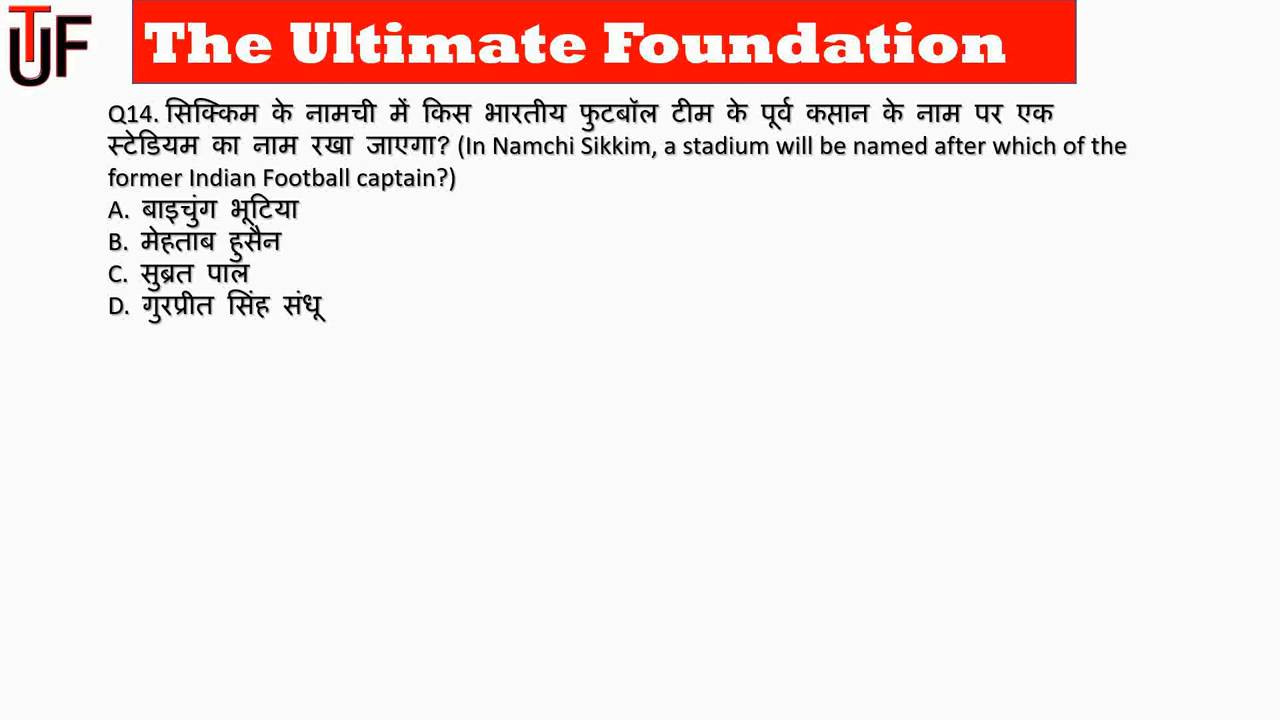 TUF
The Ultimate Foundation
Q14. सिक्किम के नामची में किस भारतीय फुटबॉल टीम के पूर्व कप्तान के नाम पर एक
स्टेडियम का नाम रखा जाएगा? (In Namchi Sikkim, a stadium will be named after which of the
former Indian Football captain?)
A. बाइचुंग भूटिया
B. मेहताब हुसैन
C. सुब्रत पाल
D. गुरप्रीत सिंह संधू